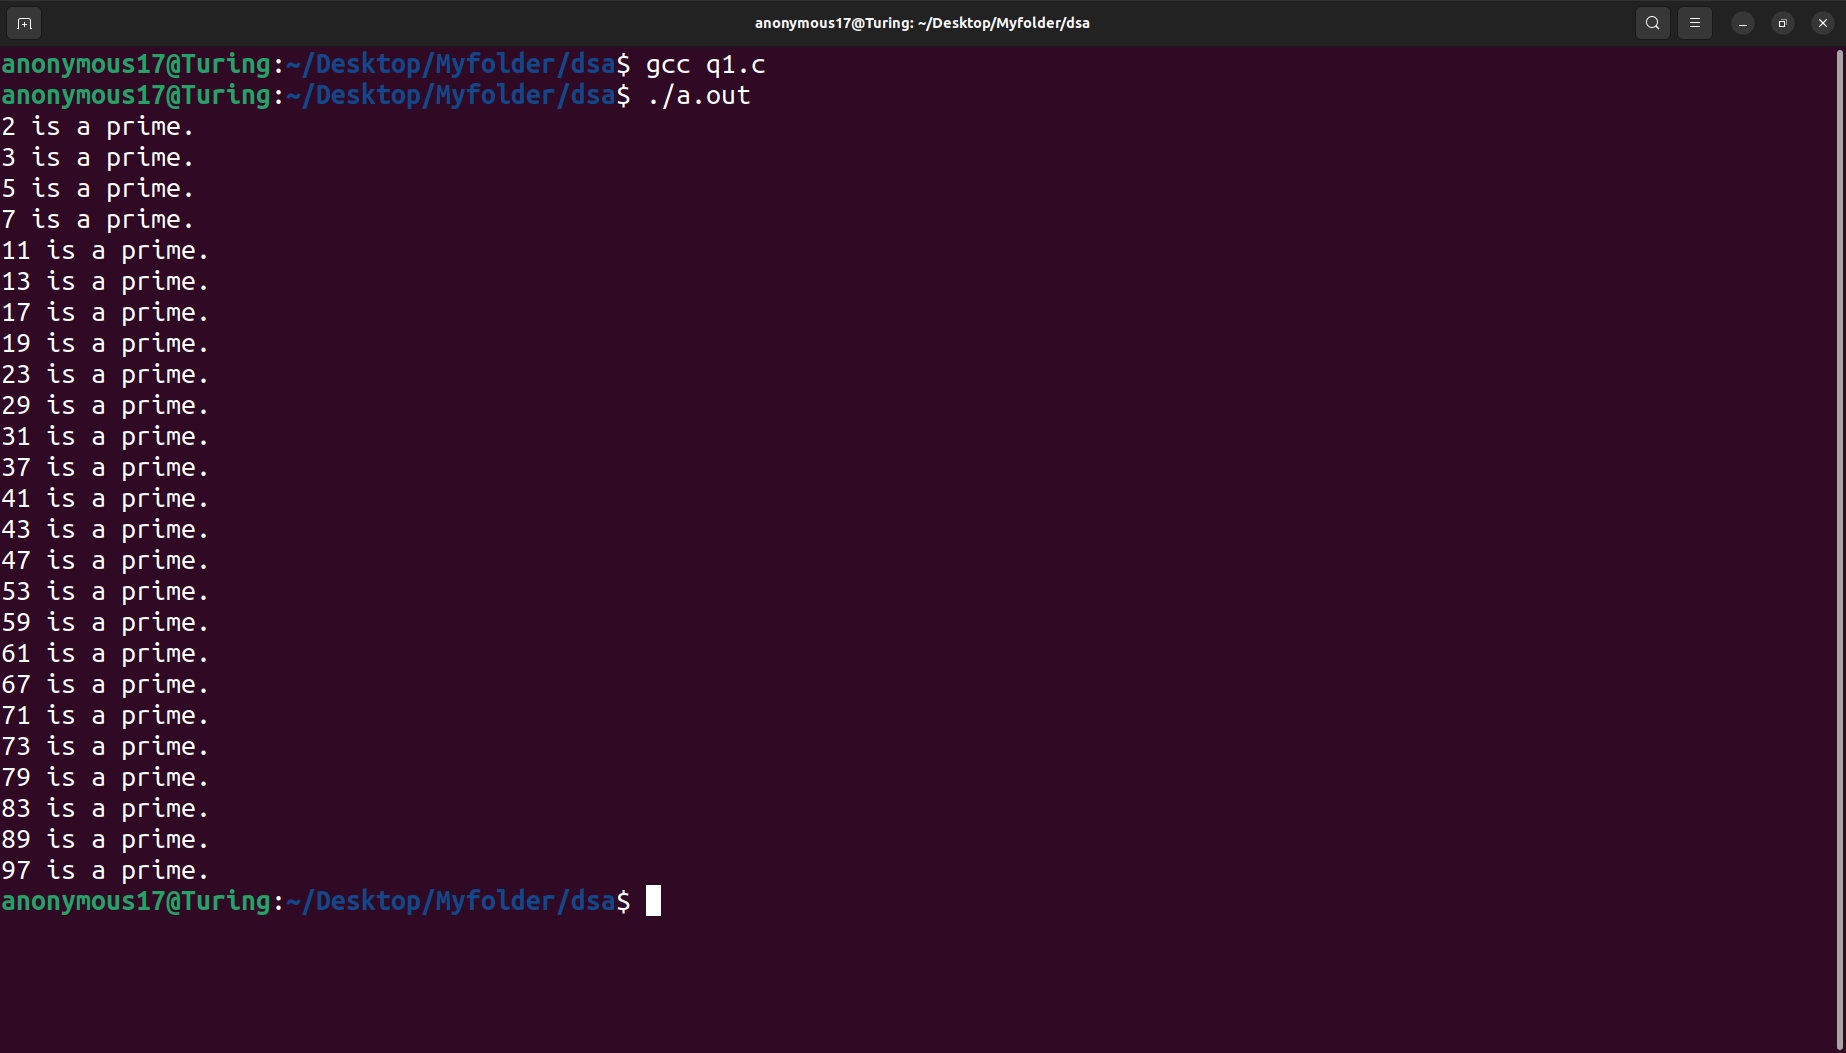 anonymous17@Turing: ~/Desktop/Myfolder/dsa
anonymous17@Turing:~/Desktop/Myfolder/dsa$ gcc q1.c
anonymous17@Turing:~/Desktop/Myfolder/dsa$ ./a.out
2 is a prime.
3 is a prime.
5 is a prime.
7 is a prime.
11 is a prime.
13 is a prime.
17 is a prime.
19 is a prime.
23 is a prime.
29 is a prime.
31 is a prime.
37 is a prime.
41 is a prime.
43 is a prime.
47 is a prime.
53 is a prime.
59 is a prime.
61 is a prime.
67 is a prime.
71 is a prime.
73 is a prime.
79 is a prime.
83 is a prime.
89 is a prime.
97 is a prime.
anonymous17@Turing:~/Desktop/Myfolder/dsa$